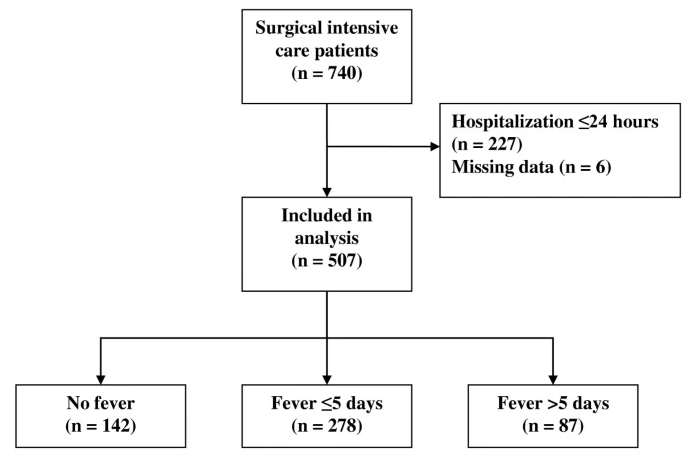 Surgical intensive
care patients
(n = 740)
Hospitalization ≤24 hours
(n = 227)
Missing data (n = 6)
Included in
analysis
(n = 507)
No fever
(n = 142)
Fever ≤5 days
(n = 278)
Fever >5 days
(n = 87)